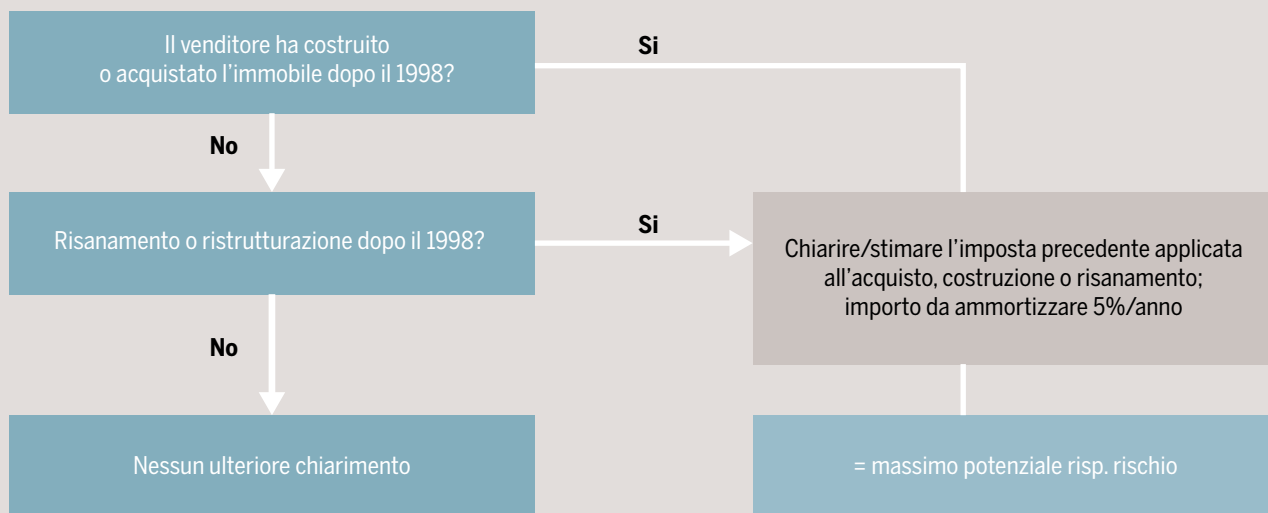 Il venditore ha costruito
o acquistato l'immobile dopo il 1998?
Si
No
Risanamento o ristrutturazione dopo il 1998?
Si
Chiarire/stimare l'imposta precedente applicata
all'acquisto, costruzione o risanamento;
importo da ammortizzare 5%/anno
No
Nessun ulteriore chiarimento
= massimo potenziale risp. rischio